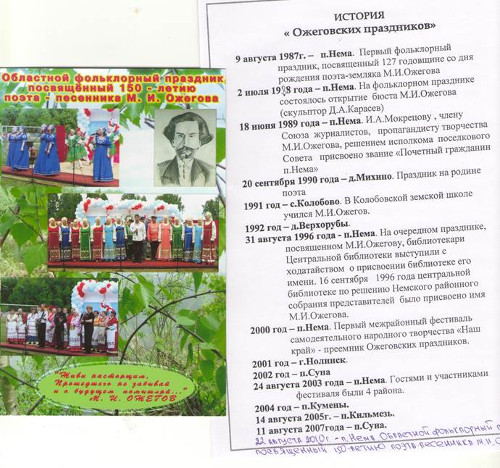 Областной фольклорный праздник,
посвящённый 150 - летию
поэта - песенника М. И. Ожегова
"Живи настоящим,
Прошедшего не забывай
и о будущем помышляй..."
М. И. ОЖЕГОВ
ИСТОРИЯ
« Ожеговских праздников»
9 августа 1987г. – п.Нема. Первый фольклорный
праздник, посвященный 127 годовщине со дня
рождения поэта-земляка М.И.Ожегова
2 июля 1988 года – п.Нема. На фольклорном празднике
состоялось открытие бюста М.И.Ожегова
(скульптор Д.А.Карасев)
18 июня 1989 года – п.Нема. И.А.Мокрецову , члену
Союза журналистов, пропагандисту творчества
М.И.Ожегова, решением исполкома поселкового
Совета присвоено звание «Почетный гражданин
п.Нема»
20 сентября 1990 года – д.Михино. Праздник на родине
поэта
1991 год – с.Колобово. В Колобовской земской школе
учился М.И.Ожегов.
1992 год – д.Верхорубы.
31 августа 1996 года - п.Нема. На очередном празднике,
посвященном М.И.Ожегову, библиотекари
Центральной библиотеки выступили с
ходатайством о присвоении библиотеке его
имени. 16 сентября 1996 года центральной
библиотеке по решению Немского районного
собрания представителей было присвоено имя
М.И.Ожегова.
2000 год – п.Нема. Первый межрайонный фестиваль
самодеятельного народного творчества «Наш
край» - преемник Ожеговских праздников.
2001 год – г.Нолинск.
2002 год – п.Суна
24 августа 2003 года – п.Нема. Гостями и участниками
фестиваля были 4 района.
2004 год – п.Кумены.
14 августа 2005г. – п.Кильмезь.
11 августа 2007года – п.Суна.
22 августа 2010г. - п.Нема Областной фольклорный
посвящённый 150-летию поэта-песенника М.И.О